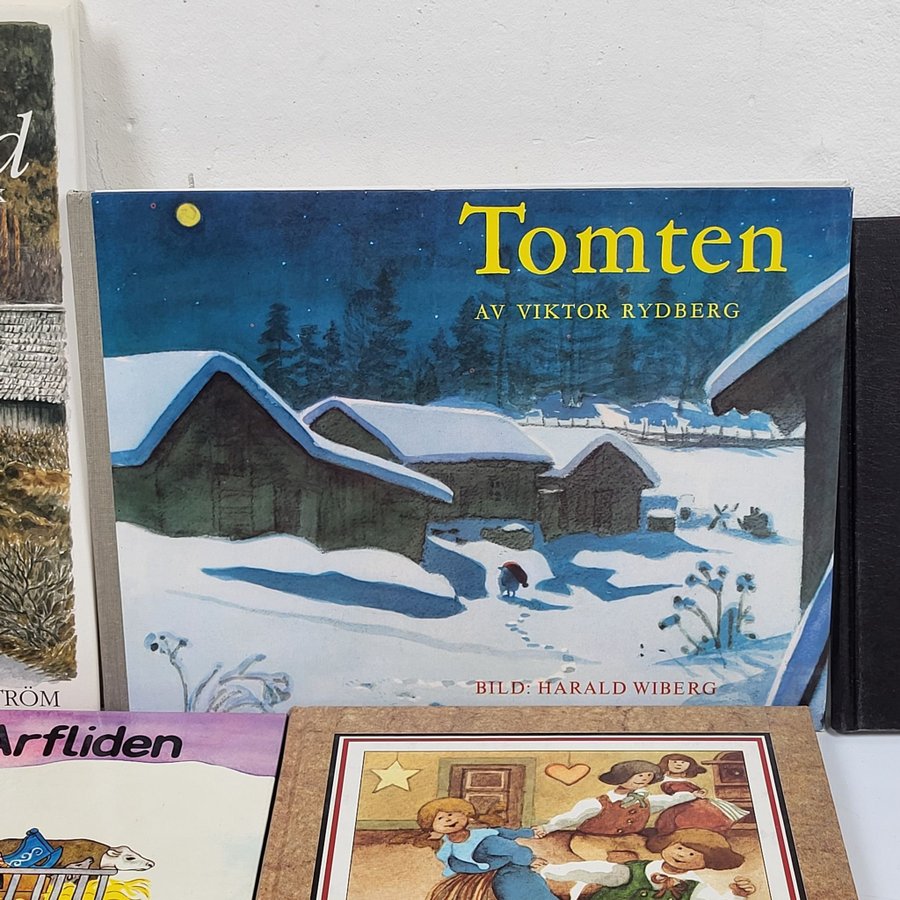 Tomten
AV VIKTOR RYDBERG
BILD: HARALD WIBERG
TRÖM
Arfliden